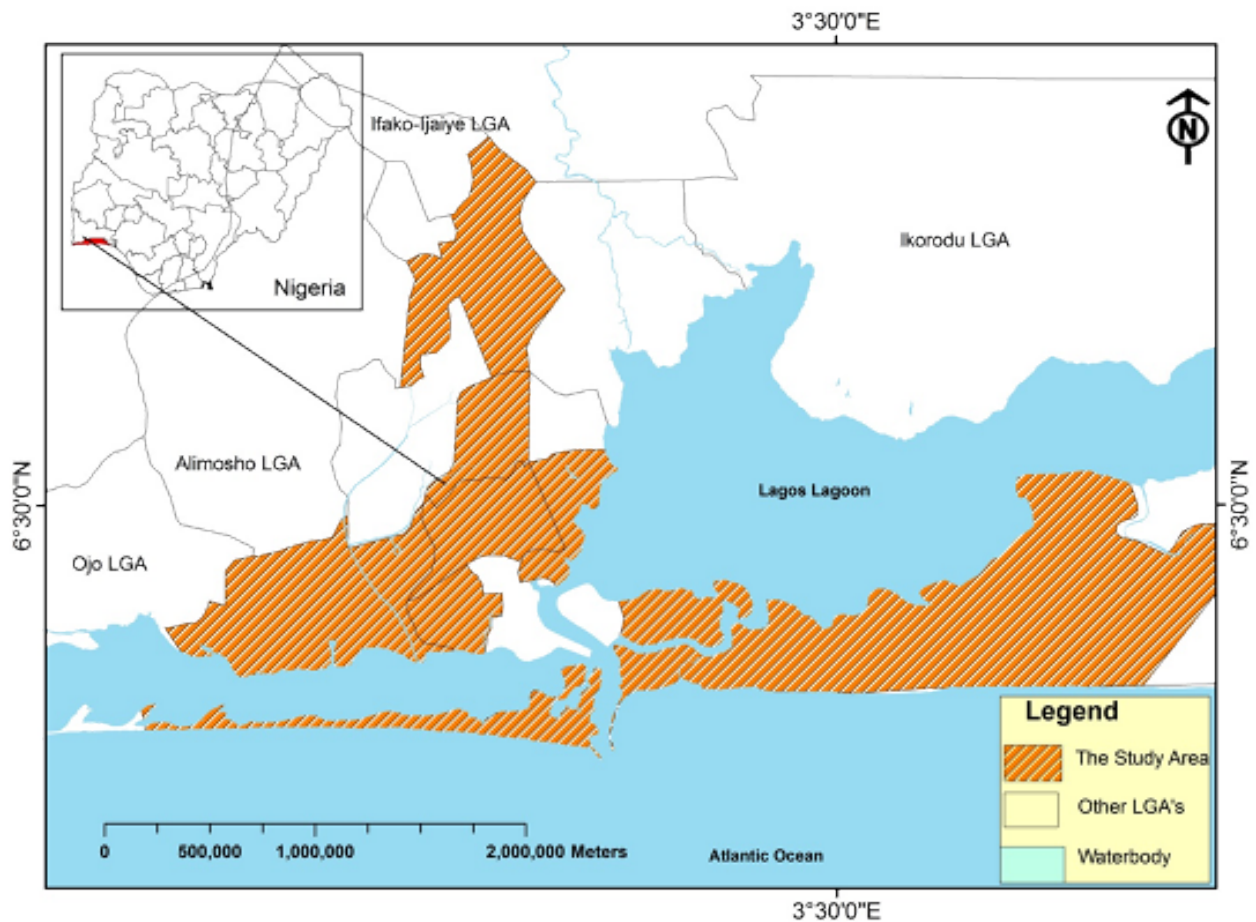 3°30'0"E
Ifako-Ijaiye LGA
N
Ikorodu LGA
Nigeria
Alimosho LGA
6°30'0"N
Lagos Lagoon
6°30'0"N
Ojo LGA
Legend
The Study Area
Other LGA's
Waterbody
0 500,000 1,000,000 2,000,000 Meters
Atlantic Ocean
3°30'0"E